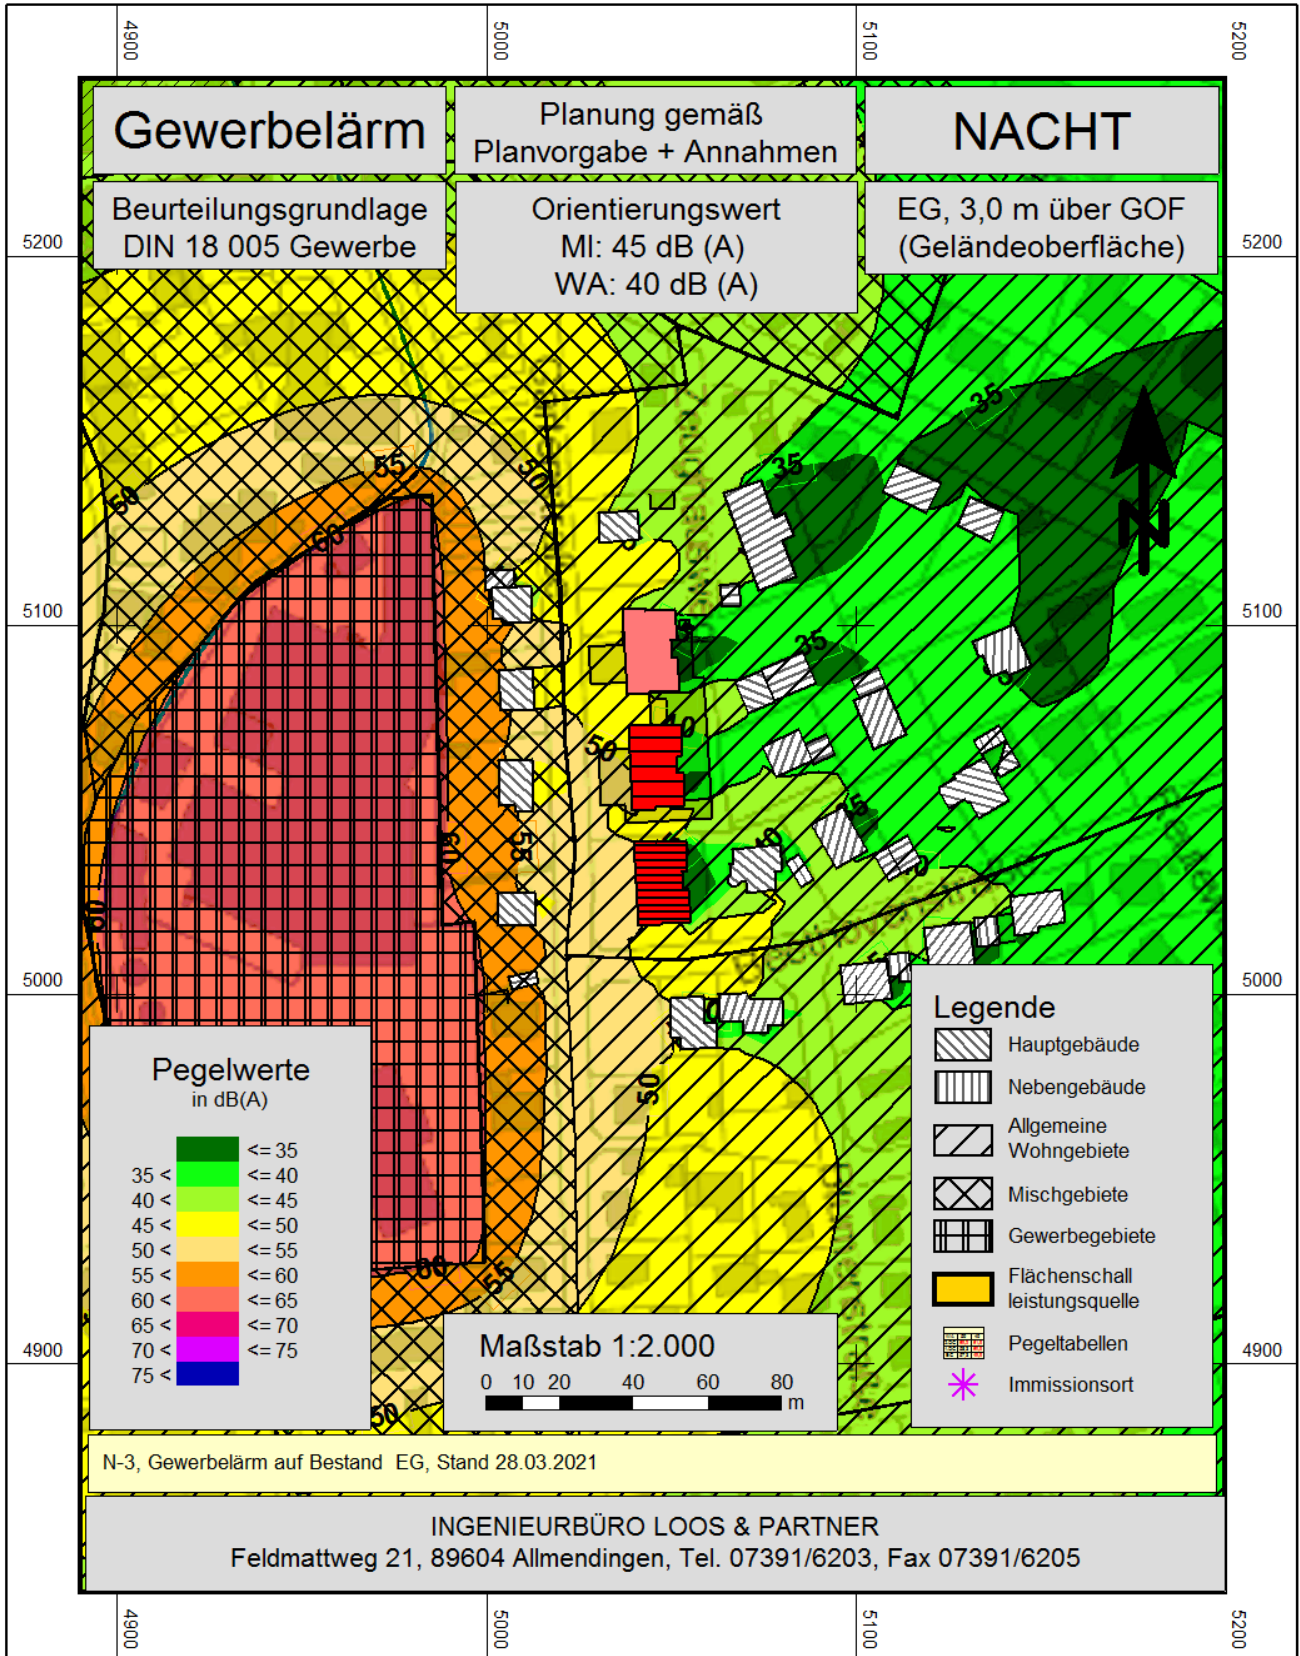 4900
5000
5100
5200
Gewerbelärm
Planung gemäß
Planvorgabe + Annahmen
NACHT
Beurteilungsgrundlage
DIN 18 005 Gewerbe
Orientierungswert
MI: 45 dB (A)
WA: 40 dB (A)
EG, 3,0 m über GOF
(Geländeoberfläche)
5200
5200
35
50
55
50
35
60
N
5100
5100
35
40
50
60
55
35
40
60
5000
5000
50
60
55
50
Pegelwerte
in dB(A)
<= 35
35 < <= 40
40 < <= 45
45 < <= 50
50 < <= 55
55 < <= 60
60 < <= 65
65 < <= 70
70 < <= 75
75 <
Legende
Hauptgebäude
Nebengebäude
Allgemeine
Wohngebiete
Mischgebiete
Gewerbegebiete
Flächenschall
leistungsquelle
Pegeltabellen
Immissionsort
4900
4900
Maßstab 1:2.000
0 10 20 40 60 80
m
N-3, Gewerbelärm auf Bestand EG, Stand 28.03.2021
INGENIEURBÜRO LOOS & PARTNER
Feldmattweg 21, 89604 Allmendingen, Tel. 07391/6203, Fax 07391/6205
4900
5000
5100
5200